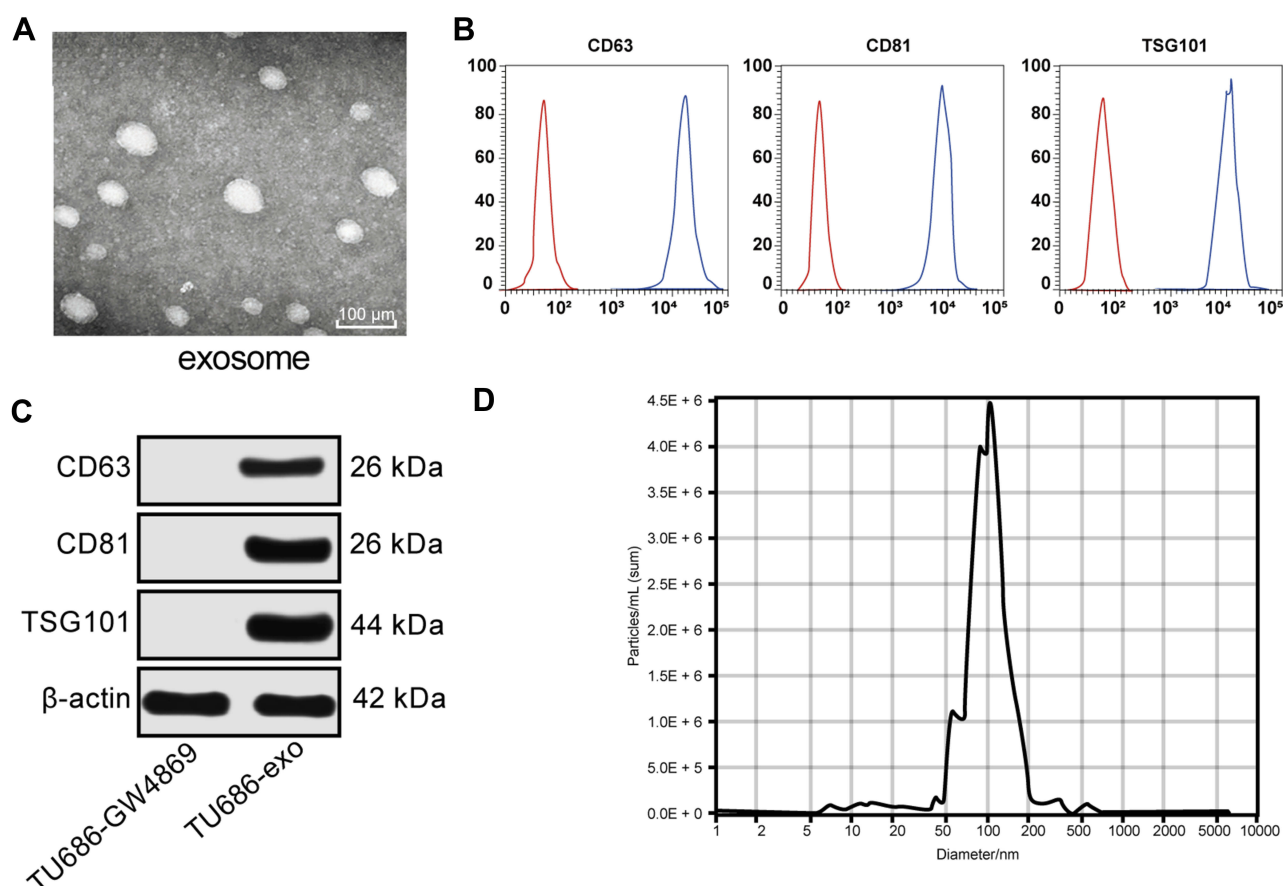 A
100 µm
exosome
B
CD63
CD81
TSG101
100
80
60
40
20
0
0
10²
10³
10⁴
10⁵
100
80
60
40
20
0
0
10²
10³
10⁴
10⁵
100
80
60
40
20
0
0
10²
10³
10⁴
10⁵
C
CD63
26 kDa
CD81
26 kDa
TSG101
44 kDa
β-actin
42 kDa
TU686-GW4869
TU686-exo
D
Particles/mL (sum)
4.5E + 6
4.0E + 6
3.5E + 6
3.0E + 6
2.5E + 6
2.0E + 6
1.5E + 6
1.0E + 6
5.0E + 5
0.0E + 0
1 2 5 10 20 50 100 200 500 1000 2000 5000 10000
Diameter/nm